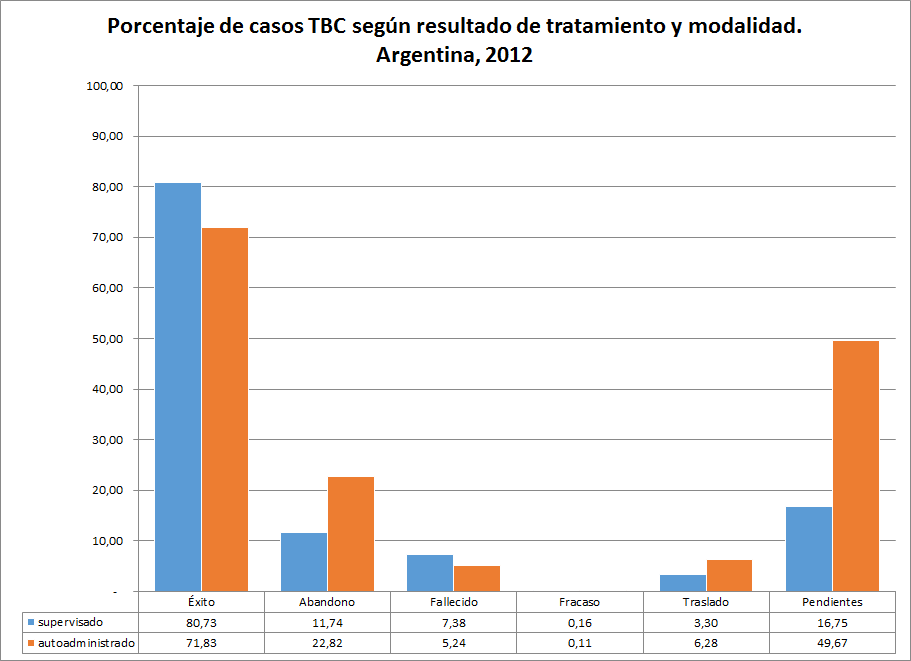 Porcentaje de casos TBC según resultado de tratamiento y modalidad.
Argentina, 2012
100,00
90,00
80,00
70,00
60,00
50,00
40,00
30,00
20,00
10,00
-
Éxito Abandono Fallecido Fracaso Traslado Pendientes
supervisado 80,73 11,74 7,38 0,16 3,30 16,75
autoadministrado 71,83 22,82 5,24 0,11 6,28 49,67